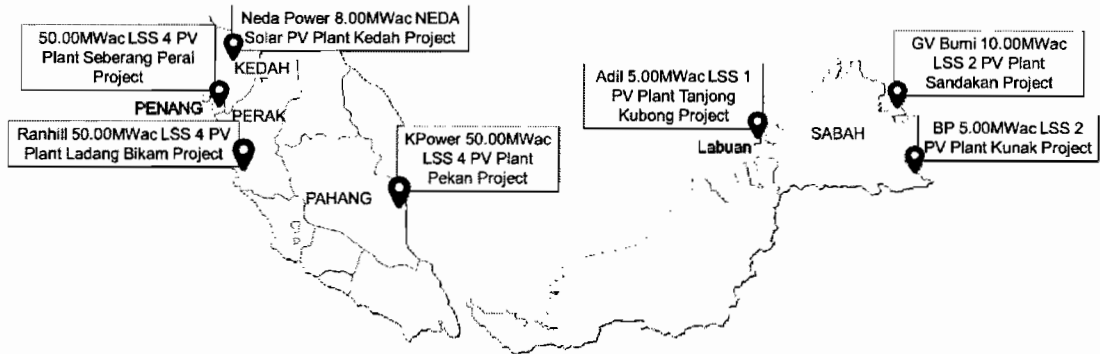 Neda Power 8.00MWac NEDA
Solar PV Plant Kedah Project
50.00MWac LSS 4 PV
Plant Seberang Perai
Project
KEDAH
PENANG
PERAK
Ranhill 50.00MWac LSS 4 PV
Plant Ladang Bikam Project
KPower 50.00MWac
LSS 4 PV Plant
Pekan Project
PAHANG
Adil 5.00MWac LSS 1
PV Plant Tanjong
Kubong Project
Labuan
GV Bumi 10.00MWac
LSS 2 PV Plant
Sandakan Project
SABAH
BP 5.00MWac LSS 2
PV Plant Kunak Project